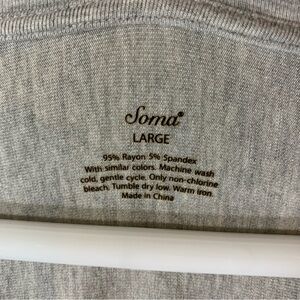 Soma®
LARGE
95% Rayon 5% Spandex
With similar colors. Machine wash
cold, gentle cycle. Only non-chlorine
bleach. Tumble dry low. Warm iron.
Made in China